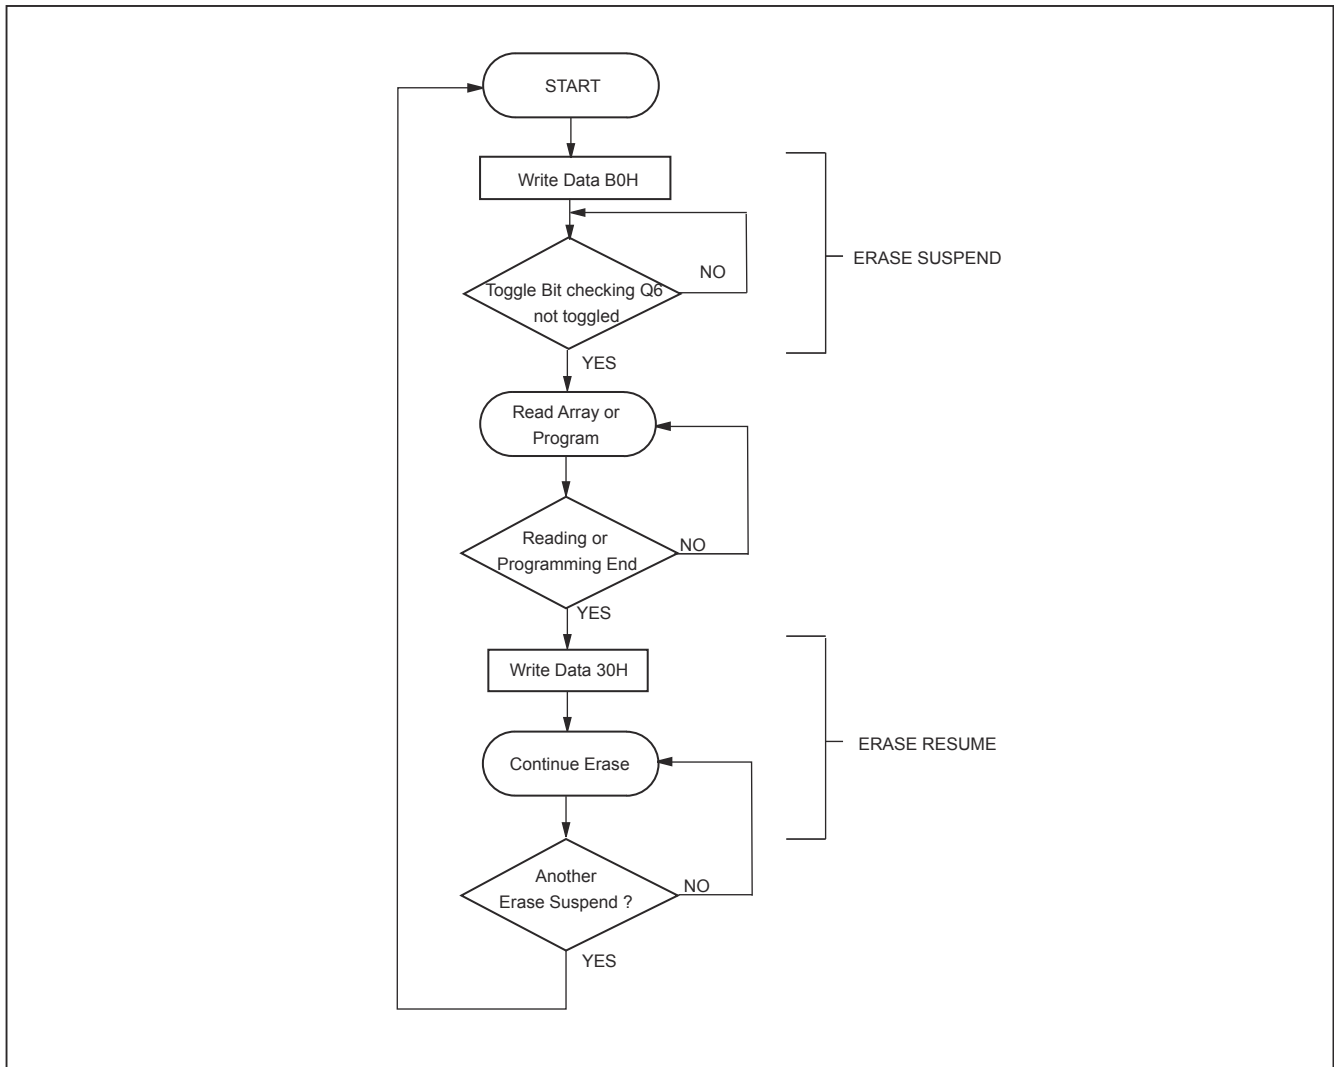 START
Write Data B0H
ERASE SUSPEND
NO
Toggle Bit checking Q6
not toggled
YES
Read Array or
Program
Reading or
NO
Programming End
YES
Write Data 30H
ERASE RESUME
Continue Erase
Another
NO
Erase Suspend ?
YES